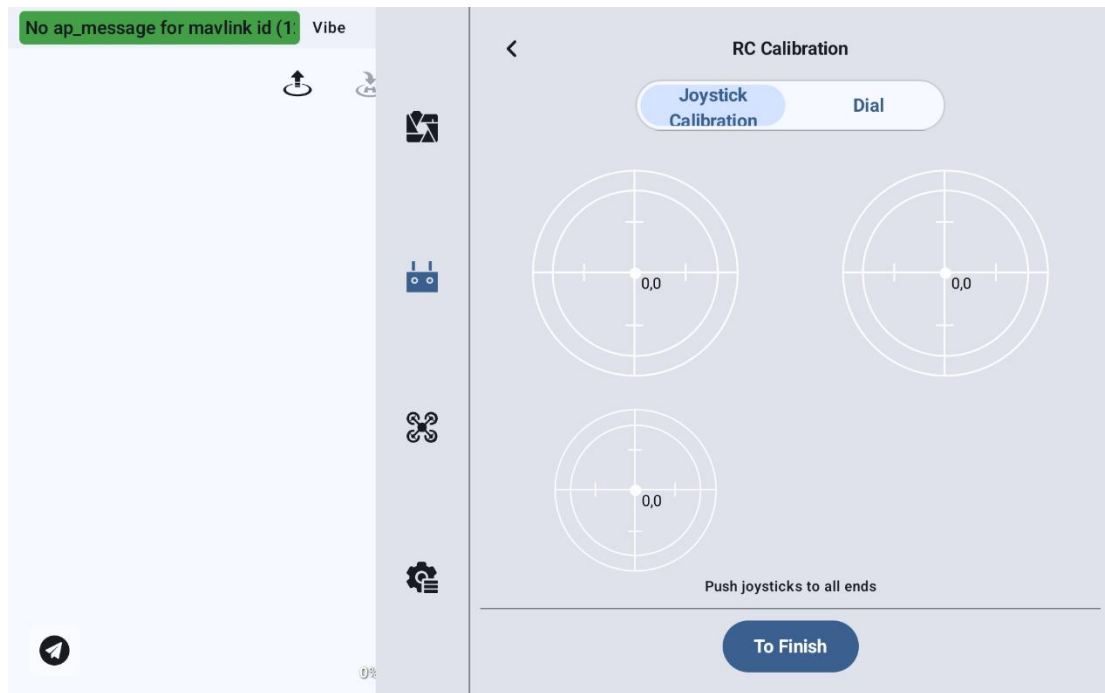 No ap_message for mavlink id (1
Vibe
RC Calibration
Joystick
Calibration
Dial
0,0
0,0
0,0
Push joysticks to all ends
To Finish
0%